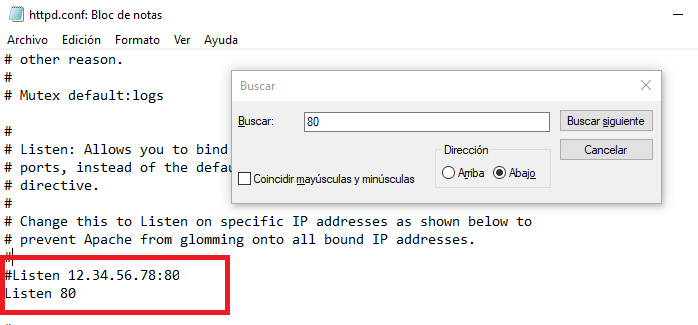 httpd.conf: Bloc de notas
Archivo Edición Formato Ver Ayuda
# other reason.
#
# Mutex default:logs
#
# Listen: Allows you to bind
# ports, instead of the defau
# directive.
#
# Change this to Listen on specific IP addresses as shown below to
# prevent Apache from glomming onto all bound IP addresses.
#
#Listen 12.34.56.78:80
Listen 80
Buscar
Buscar: 80 Buscar siguiente
Dirección Cancelar
Coincidir mayúsculas y minúsculas Arriba Abajo